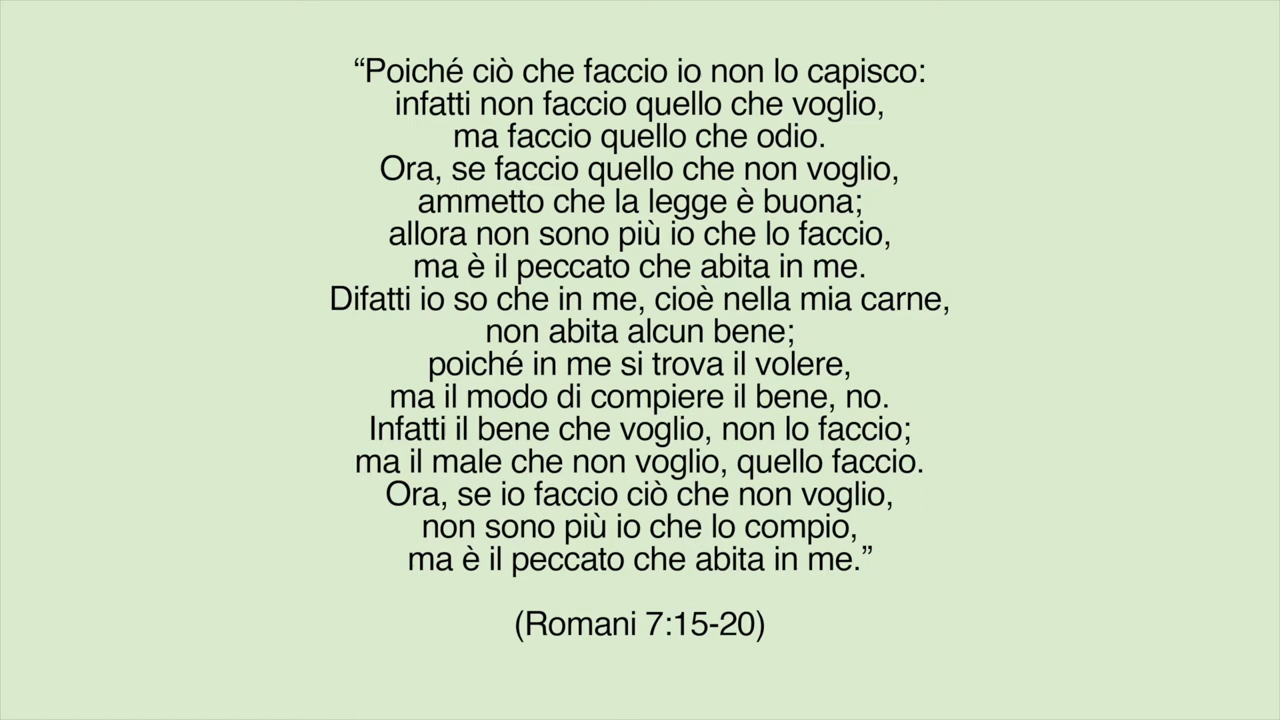 “Poiché ciò che faccio io non lo capisco:
infatti non faccio quello che voglio,
ma faccio quello che odio.
Ora, se faccio quello che non voglio,
ammetto che la legge è buona;
allora non sono più io che lo faccio,
ma è il peccato che abita in me.
Difatti io so che in me, cioè nella mia carne,
non abita alcun bene;
poiché in me si trova il volere,
ma il modo di compiere il bene, no.
Infatti il bene che voglio, non lo faccio;
ma il male che non voglio, quello faccio.
Ora, se io faccio ciò che non voglio,
non sono più io che lo compio,
ma è il peccato che abita in me.”
(Romani 7:15-20)